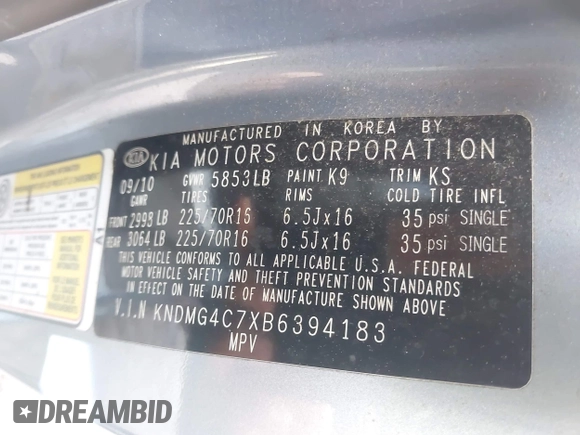 MANUFACTURED IN KOREA BY
KIA KIA MOTORS CORPORATION
09/10 GVWR 5853LB PAINT K9 TRIM KS
GAWR TIRES RIMS COLD TIRE INFL
FRONT 2998 LB 225/70R16 6.5Jx16 35 psi SINGLE
REAR 3064 LB 225/70R16 6.5Jx16 35 psi SINGLE
THIS VEHICLE CONFORMS TO ALL APPLICABLE U.S.A. FEDERAL
MOTOR VEHICLE SAFETY AND THEFT PREVENTION STANDARDS
IN EFFECT ON THE DATE OF MANUFACTURE SHOWN ABOVE.
V.I.N KNDMG4C7XB6394183
MPV
DREAMBID